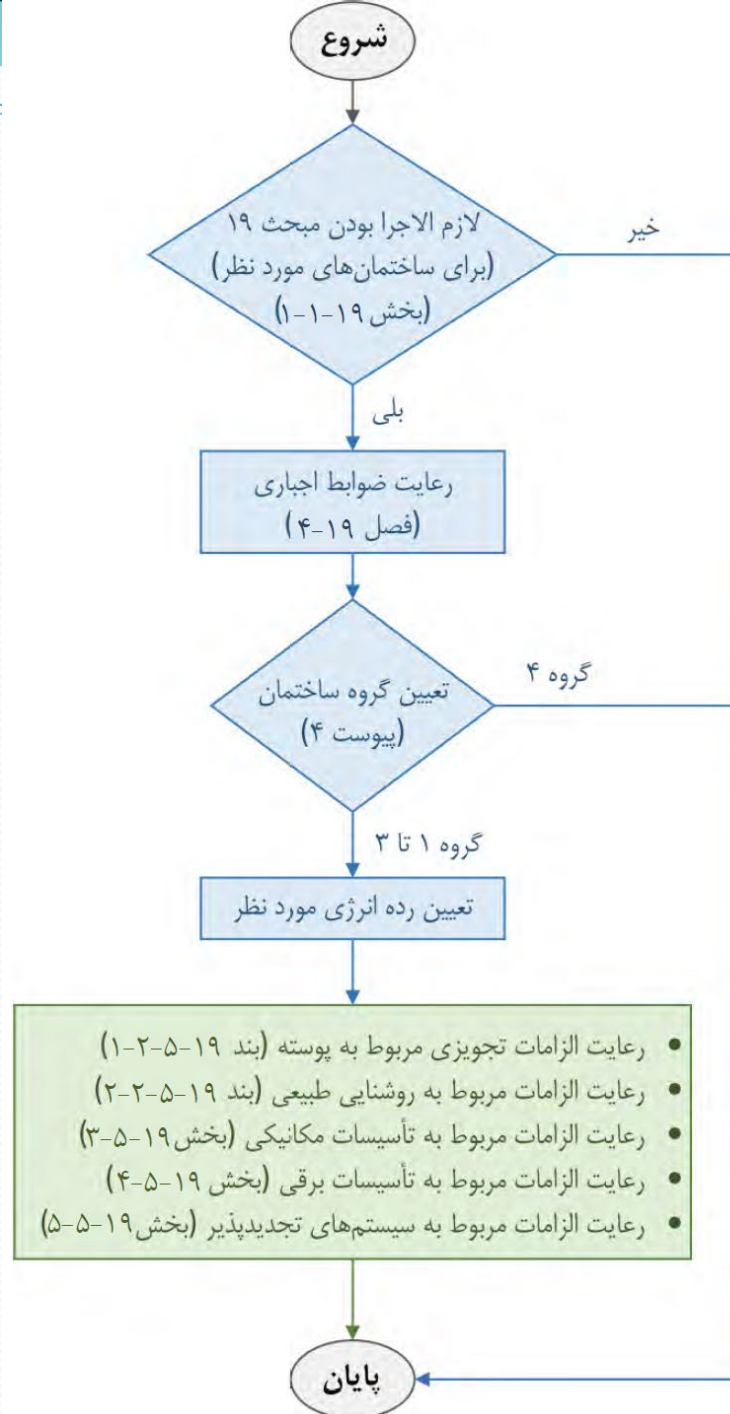 شروع
لازم الاجرا بودن مبحث ۱۹
(برای ساختمان‌های مورد نظر)
(بخش ۱۹-۱-۱)
خیر
بلی
رعایت ضوابط اجباری
(فصل ۱۹-۴)
تعیین گروه ساختمان
(پیوست ۴)
گروه ۴
گروه ۱ تا ۳
تعیین رده انرژی مورد نظر
• رعایت الزامات تجویزی مربوط به پوسته (بند ۱۹-۵-۲-۱)
• رعایت الزامات مربوط به روشنایی طبیعی (بند ۱۹-۵-۲-۲)
• رعایت الزامات مربوط به تأسیسات مکانیکی (بخش ۱۹-۵-۳)
• رعایت الزامات مربوط به تأسیسات برقی (بخش ۱۹-۵-۴)
• رعایت الزامات مربوط به سیستم‌های تجدیدپذیر (بخش ۱۹-۵-۵)
پایان